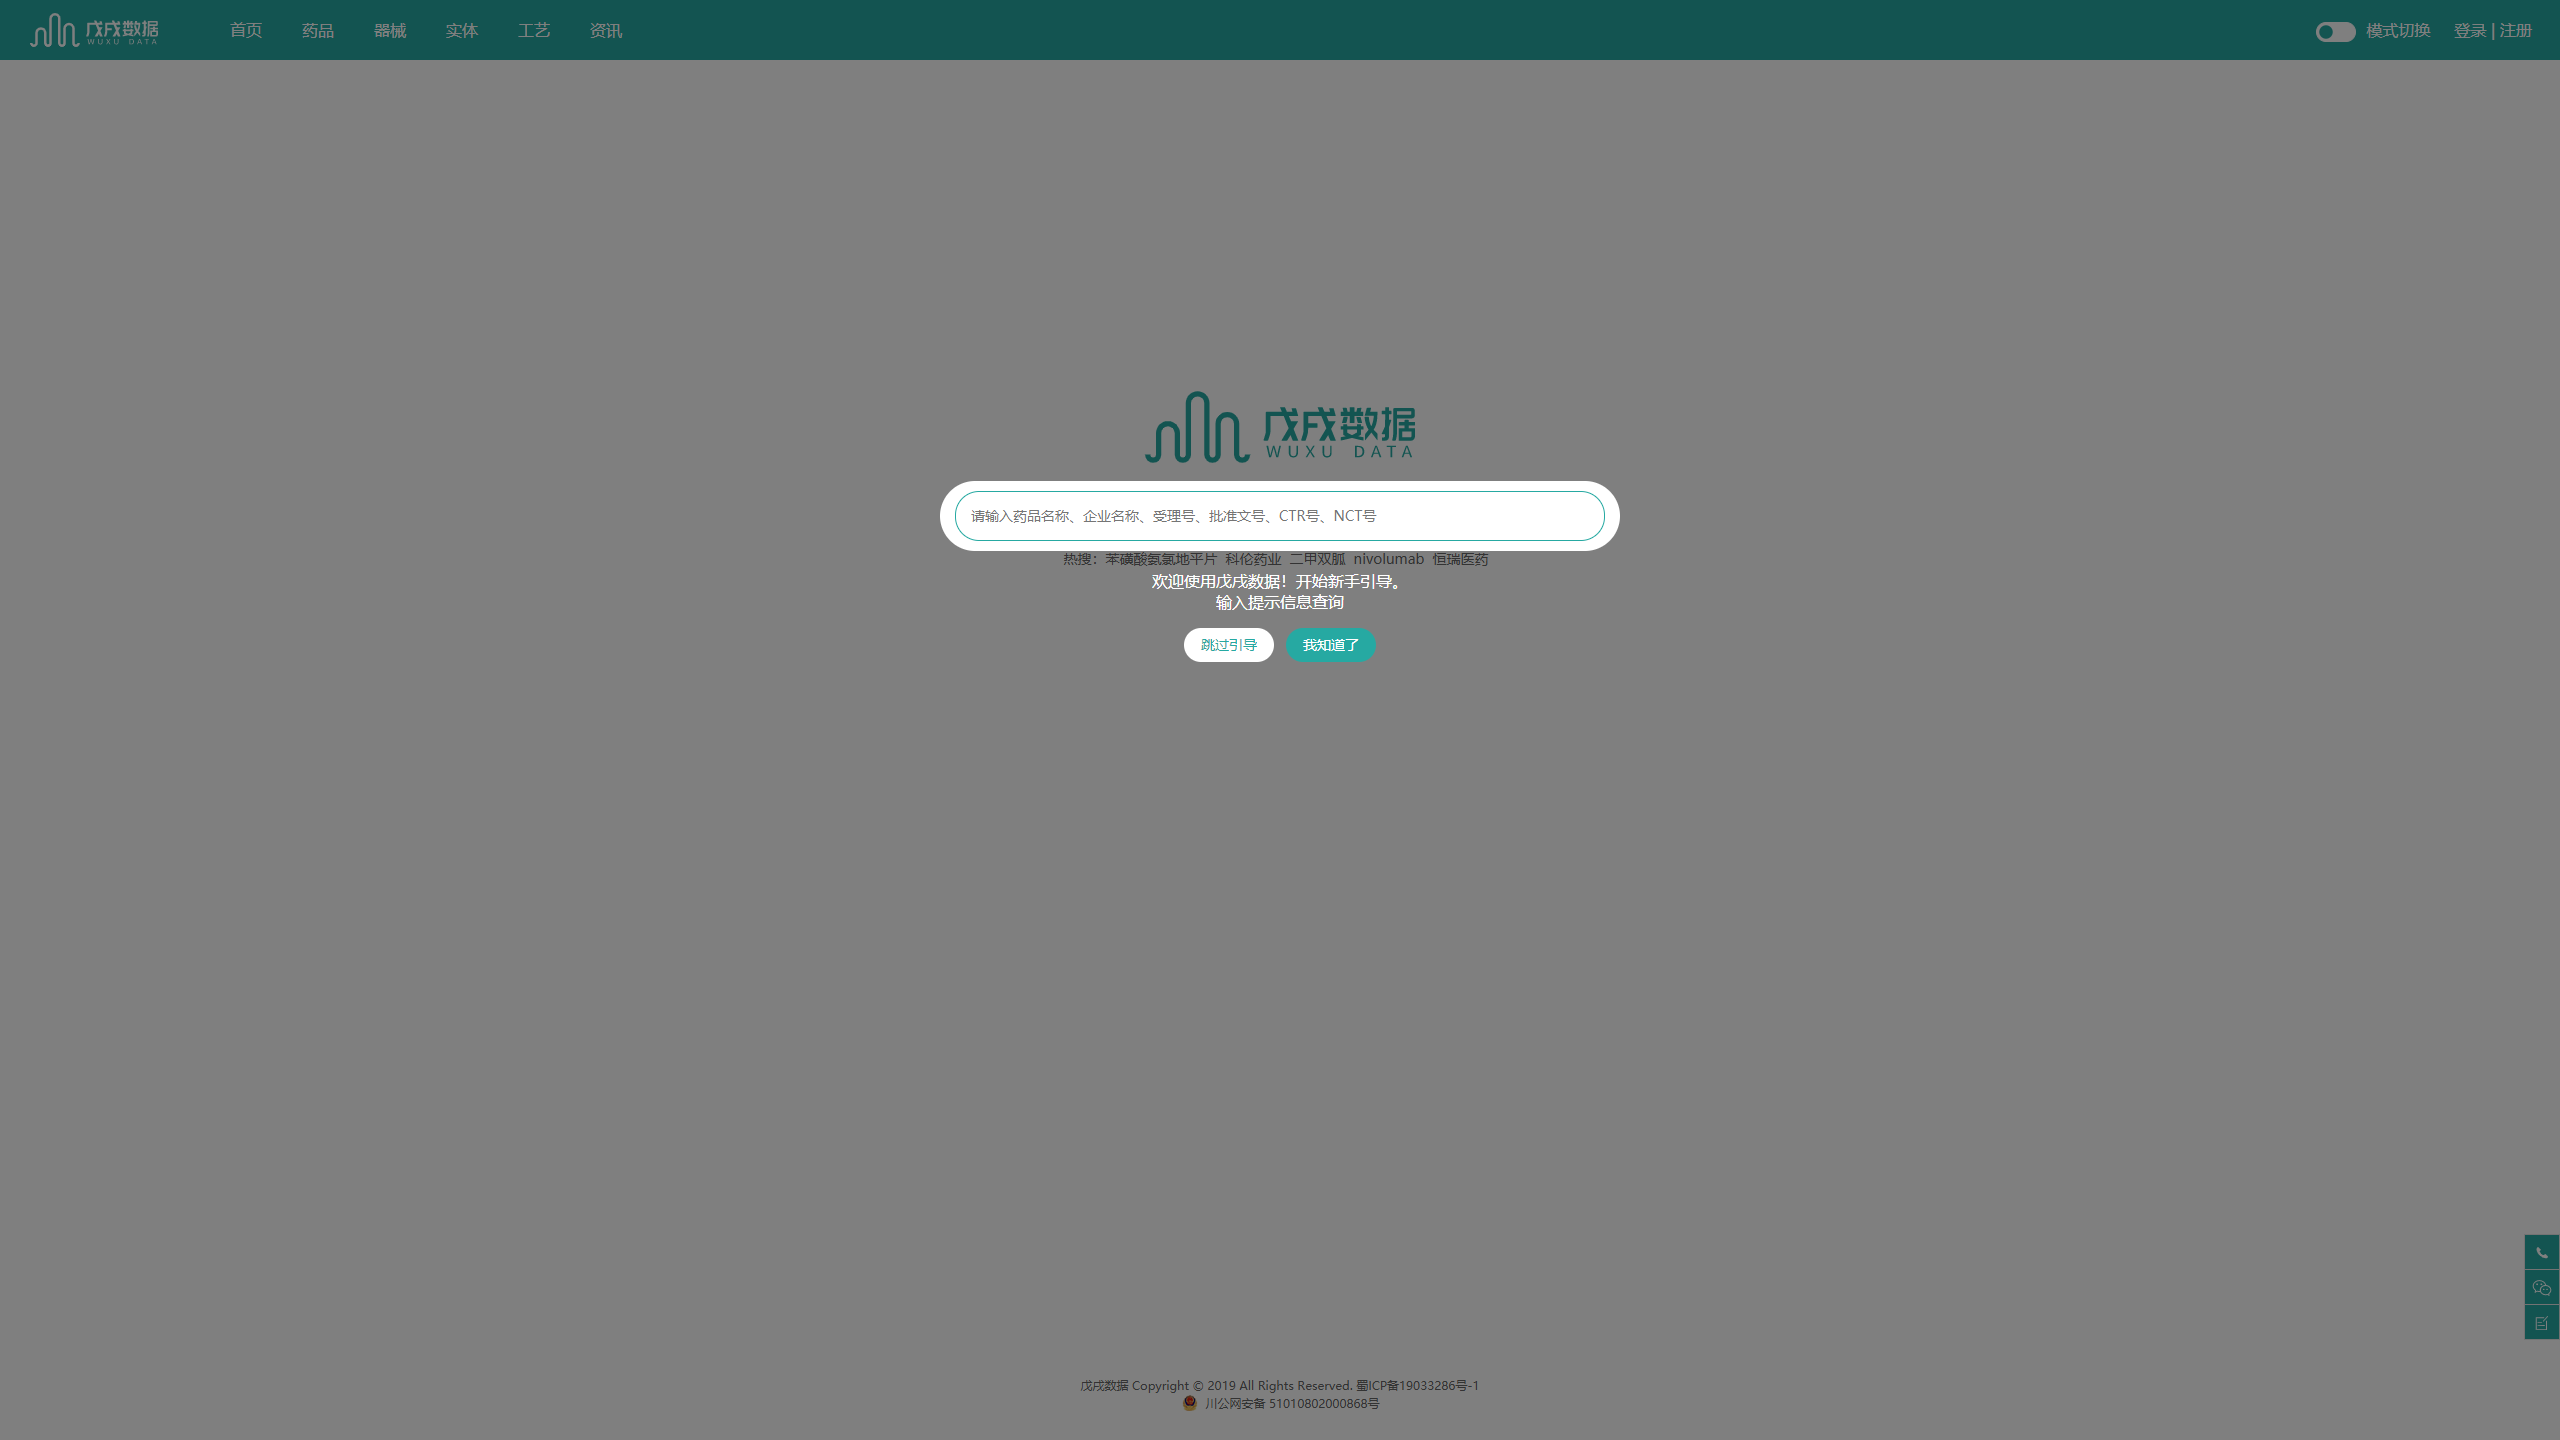 戊戌数据
WUXU DATA
首页 药品 器械 实体 工艺 资讯
模式切换 登录 | 注册
戊戌数据
WUXU DATA
请输入药品名称、企业名称、受理号、批准文号、CTR号、NCT号
热搜：苯磺酸氨氯地平片 科伦药业 二甲双胍 nivolumab 恒瑞医药
欢迎使用戊戌数据！开始新手引导。
输入提示信息查询
跳过引导 我知道了
戊戌数据 Copyright © 2019 All Rights Reserved. 蜀ICP备19033286号-1
川公网安备 51010802000868号